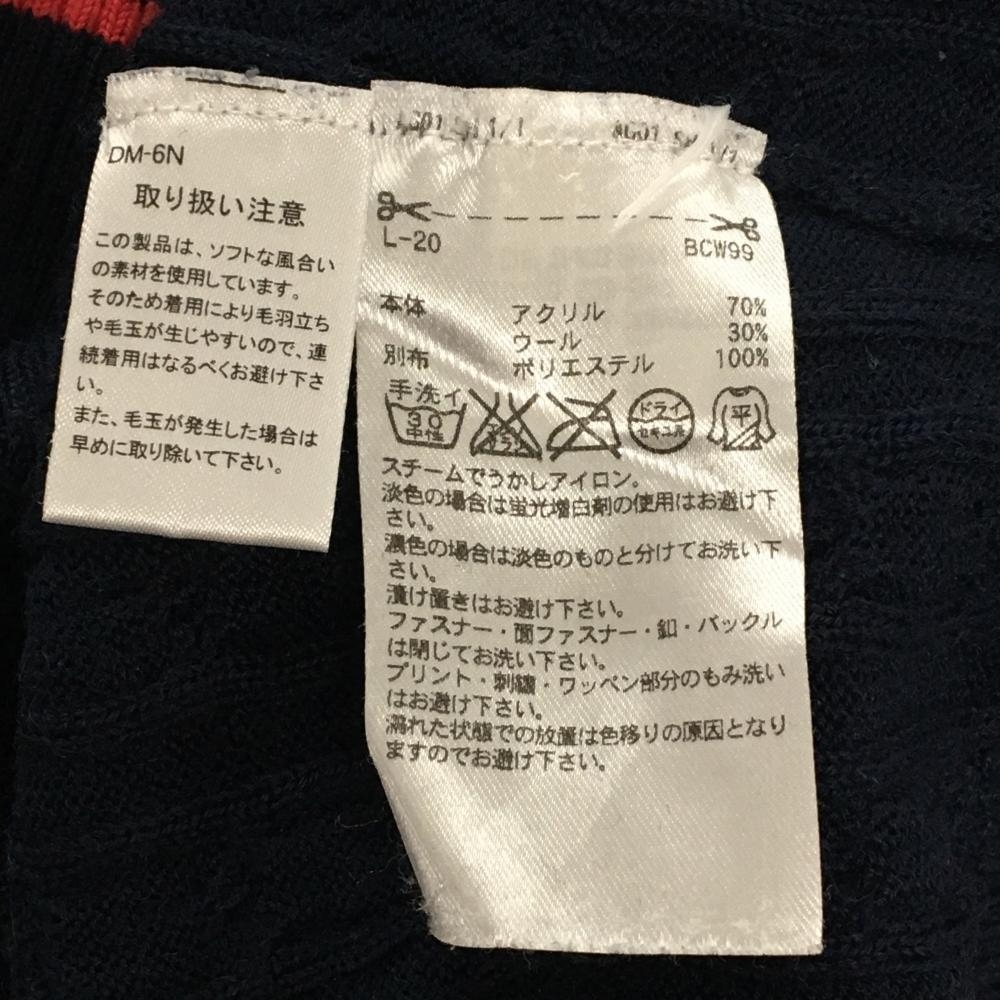 DM-6N
取り扱い注意
この製品は、ソフトな風合い
の素材を使用しています。
そのため着用により毛羽立ち
や毛玉が生じやすいので、連
続着用はなるべくお避け下さ
い。
また、毛玉が発生した場合は
早めに取り除いて下さい。
L-20 BCW99
本体 アクリル 70%
ウール 30%
別布 ポリエステル 100%
手洗イ
30
中性
ドライ
セキユ系
平
スチームでうかしアイロン。
淡色の場合は蛍光増白剤の使用はお避け下
さい。
濃色の場合は淡色のものと分けてお洗い下
さい。
漬け置きはお避け下さい。
ファスナー・面ファスナー・釦・バックル
は閉じてお洗い下さい。
プリント・刺繍・ワッペン部分のもみ洗い
はお避け下さい。
濡れた状態での放置は色移りの原因となり
ますのでお避け下さい。